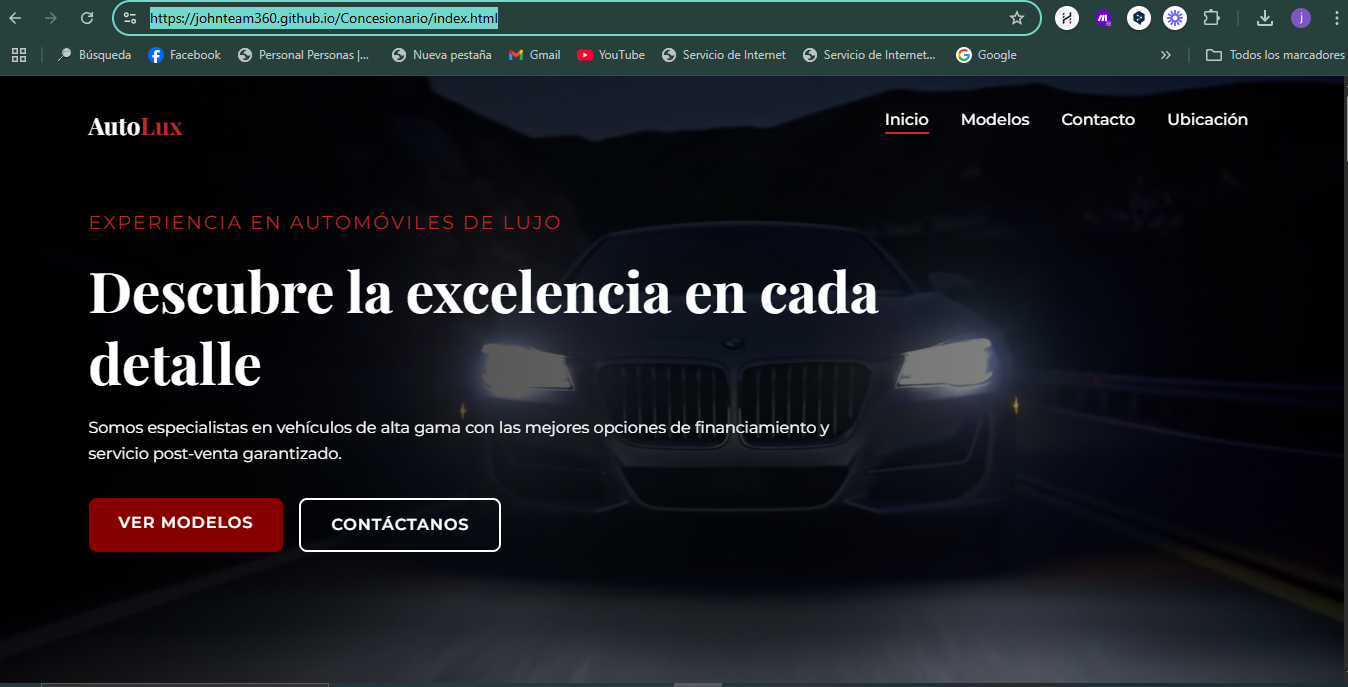 https://johnteam360.github.io/Concesionario/index.html
j
Búsqueda
Facebook
Personal Personas |...
Nueva pestaña
Gmail
YouTube
Servicio de Internet
Servicio de Internet...
Google
Todos los marcadores
AutoLux
Inicio
Modelos
Contacto
Ubicación
EXPERIENCIA EN AUTOMÓVILES DE LUJO
Descubre la excelencia en cada
detalle
Somos especialistas en vehículos de alta gama con las mejores opciones de financiamiento y
servicio post-venta garantizado.
VER MODELOS
CONTÁCTANOS